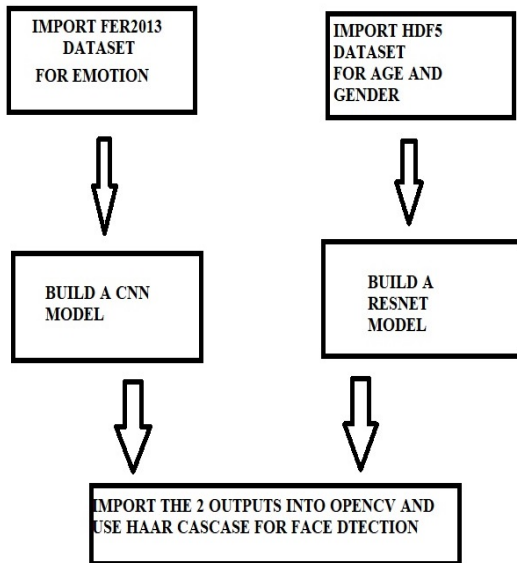 IMPORT FER2013
DATASET
FOR EMOTION
IMPORT HDF5
DATASET
FOR AGE AND
GENDER
BUILD A CNN
MODEL
BUILD A
RESNET
MODEL
IMPORT THE 2 OUTPUTS INTO OPENCV AND
USE HAAR CASCASE FOR FACE DTECTION